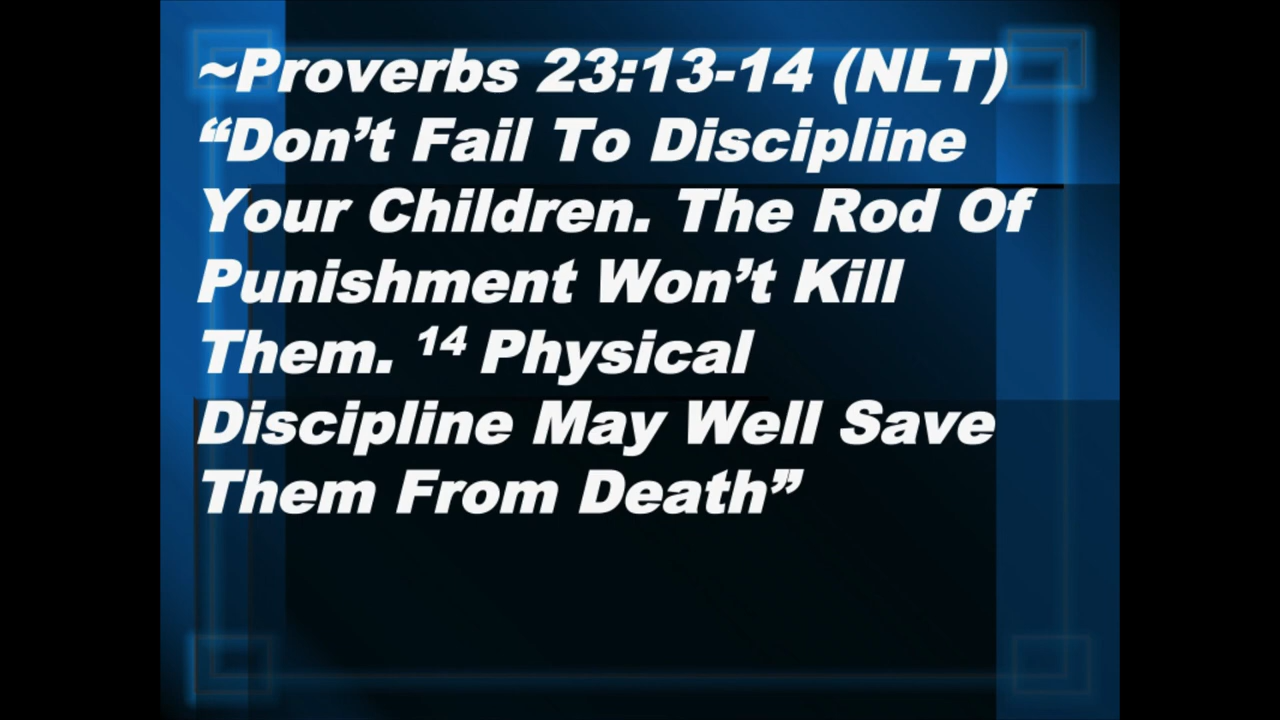 ~Proverbs 23:13-14 (NLT)
“Don’t Fail To Discipline
Your Children. The Rod Of
Punishment Won’t Kill
Them. ¹⁴ Physical
Discipline May Well Save
Them From Death”